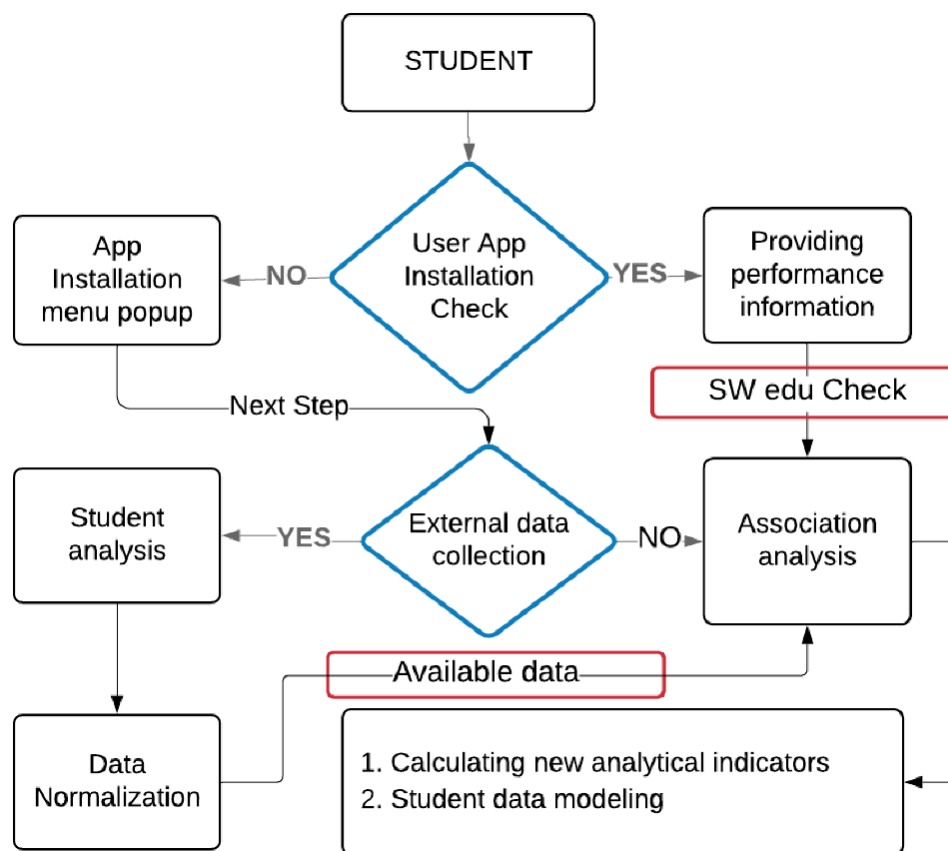 STUDENT
User App
Installation
Check
NO
YES
App
Installation
menu popup
Providing
performance
information
SW edu Check
Next Step
Student
analysis
YES
External data
collection
NO
Association
analysis
Available data
Data
Normalization
1. Calculating new analytical indicators
2. Student data modeling